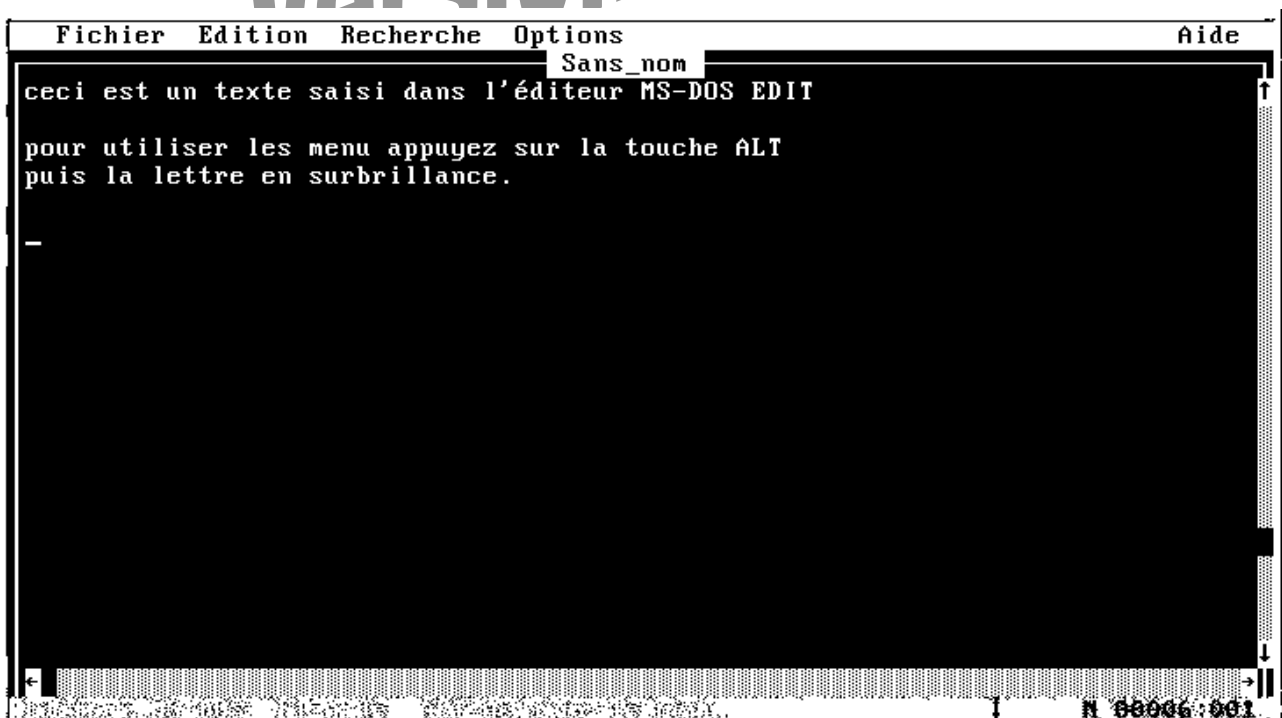 Fichier Edition Recherche Options Aide
Sans_nom
ceci est un texte saisi dans l'éditeur MS-DOS EDIT
pour utiliser les menu appuyez sur la touche ALT
puis la lettre en surbrillance.
N 00006:001